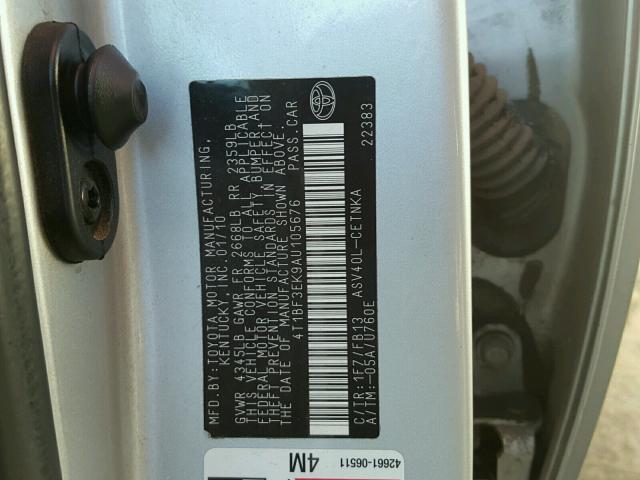 MFD. BY: TOYOTA MOTOR MANUFACTURING,
KENTUCKY, INC. 01/10
GVWR 4345LB GAWR FR 2668LB RR 2359LB
THIS VEHICLE CONFORMS TO ALL APPLICABLE
FEDERAL MOTOR VEHICLE SAFETY, BUMPER AND
THEFT PREVENTION STANDARDS IN EFFECT ON
THE DATE OF MANUFACTURE SHOWN ABOVE.
4T1BF3EK9AU105676 PASS.CAR
C/TR:1FZ/FB13 ASV40L-CETNKA
A/TM:-05A/U760E 22383
4M
42661-06511